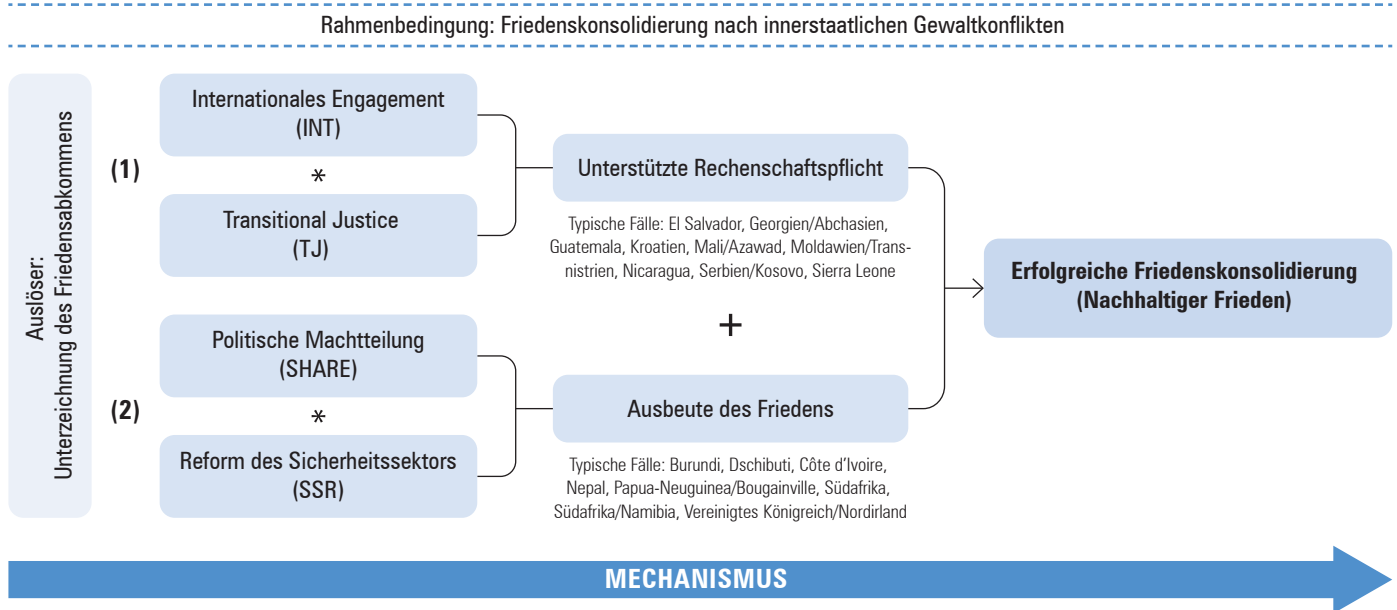 Rahmenbedingung: Friedenskonsolidierung nach innerstaatlichen Gewaltkonflikten
Auslöser:
Unterzeichnung des Friedensabkommens
(1)
Internationales Engagement
(INT)
*
Transitional Justice
(TJ)
Unterstützte Rechenschaftspflicht
Typische Fälle: El Salvador, Georgien/Abchasien,
Guatemala, Kroatien, Mali/Azawad, Moldawien/Trans-
nistrien, Nicaragua, Serbien/Kosovo, Sierra Leone
+
(2)
Politische Machtteilung
(SHARE)
*
Reform des Sicherheitssektors
(SSR)
Ausbeute des Friedens
Typische Fälle: Burundi, Dschibuti, Côte d'Ivoire,
Nepal, Papua-Neuguinea/Bougainville, Südafrika,
Südafrika/Namibia, Vereinigtes Königreich/Nordirland
Erfolgreiche Friedenskonsolidierung
(Nachhaltiger Frieden)
MECHANISMUS